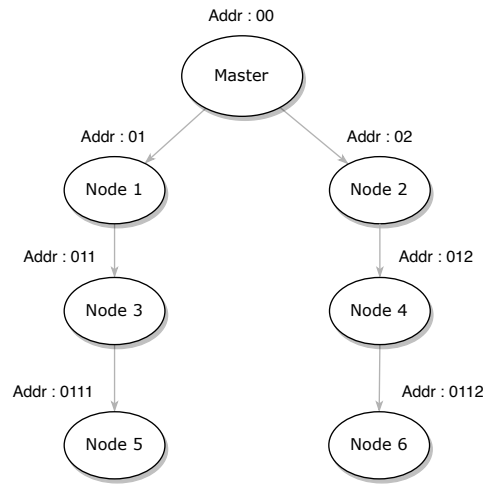 Addr : 00
Master
Addr : 01
Addr : 02
Node 1
Node 2
Addr : 011
Addr : 012
Node 3
Node 4
Addr : 0111
Addr : 0112
Node 5
Node 6